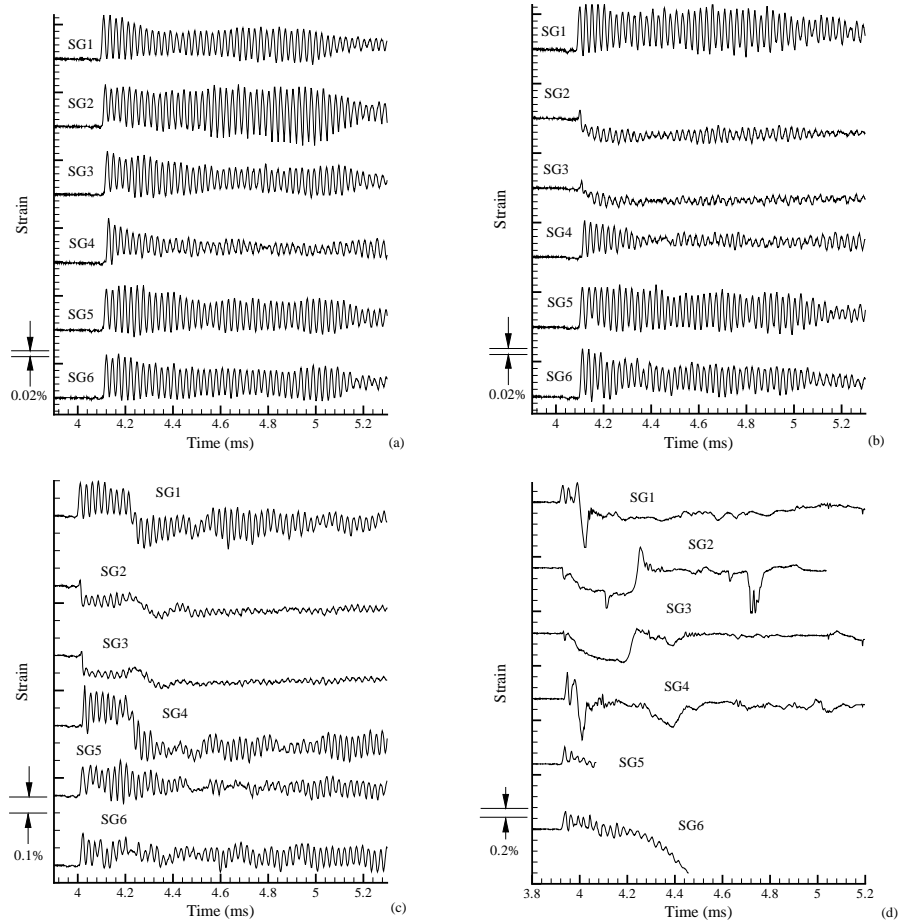 SG1
SG2
SG3
SG4
SG5
SG6
Strain
0.02%
4 4.2 4.4 4.6 4.8 5 5.2
Time (ms)
(a)
SG1
SG2
SG3
SG4
SG5
SG6
Strain
0.02%
4 4.2 4.4 4.6 4.8 5 5.2
Time (ms)
(b)
SG1
SG2
SG3
SG4
SG5
SG6
Strain
0.1%
4 4.2 4.4 4.6 4.8 5 5.2
Time (ms)
(c)
SG1
SG2
SG3
SG4
SG5
SG6
Strain
0.2%
3.8 4 4.2 4.4 4.6 4.8 5 5.2
Time (ms)
(d)